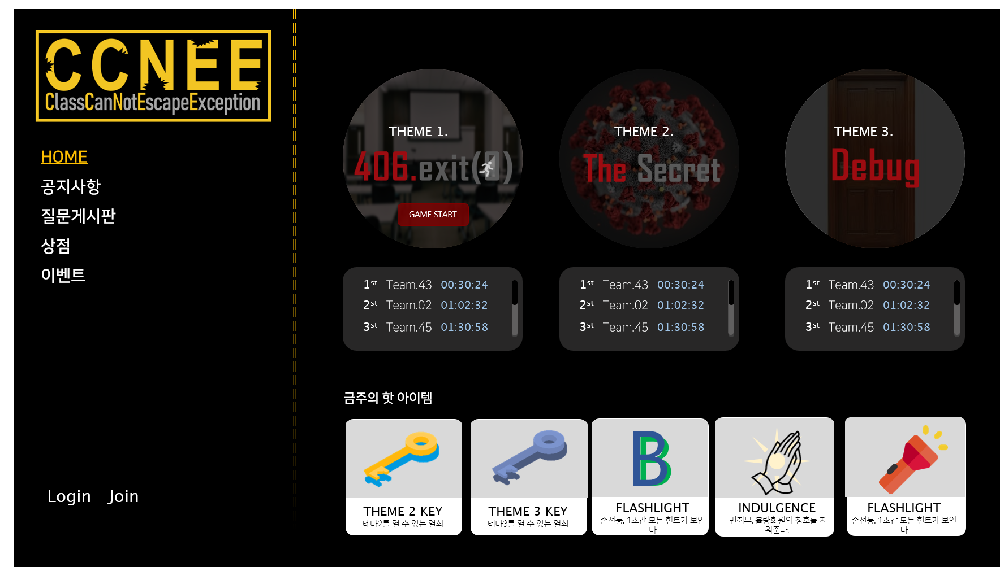 CCNEE
ClassCanNotEscapeException
HOME
공지사항
질문게시판
상점
이벤트
Login Join
THEME 1.
406.exit( )
GAME START
THEME 2.
The Secret
THEME 3.
Debug
1st Team.43 00:30:24
2st Team.02 01:02:32
3st Team.45 01:30:58
1st Team.43 00:30:24
2st Team.02 01:02:32
3st Team.45 01:30:58
1st Team.43 00:30:24
2st Team.02 01:02:32
3st Team.45 01:30:58
금주의 핫 아이템
THEME 2 KEY
테마2를 열 수 있는 열쇠
THEME 3 KEY
테마3를 열 수 있는 열쇠
B
FLASHLIGHT
손전등. 1초간 모든 힌트가 보인
다
INDULGENCE
면죄부. 불량회원의 칭호를 지
워준다.
FLASHLIGHT
손전등. 1초간 모든 힌트가 보인
다